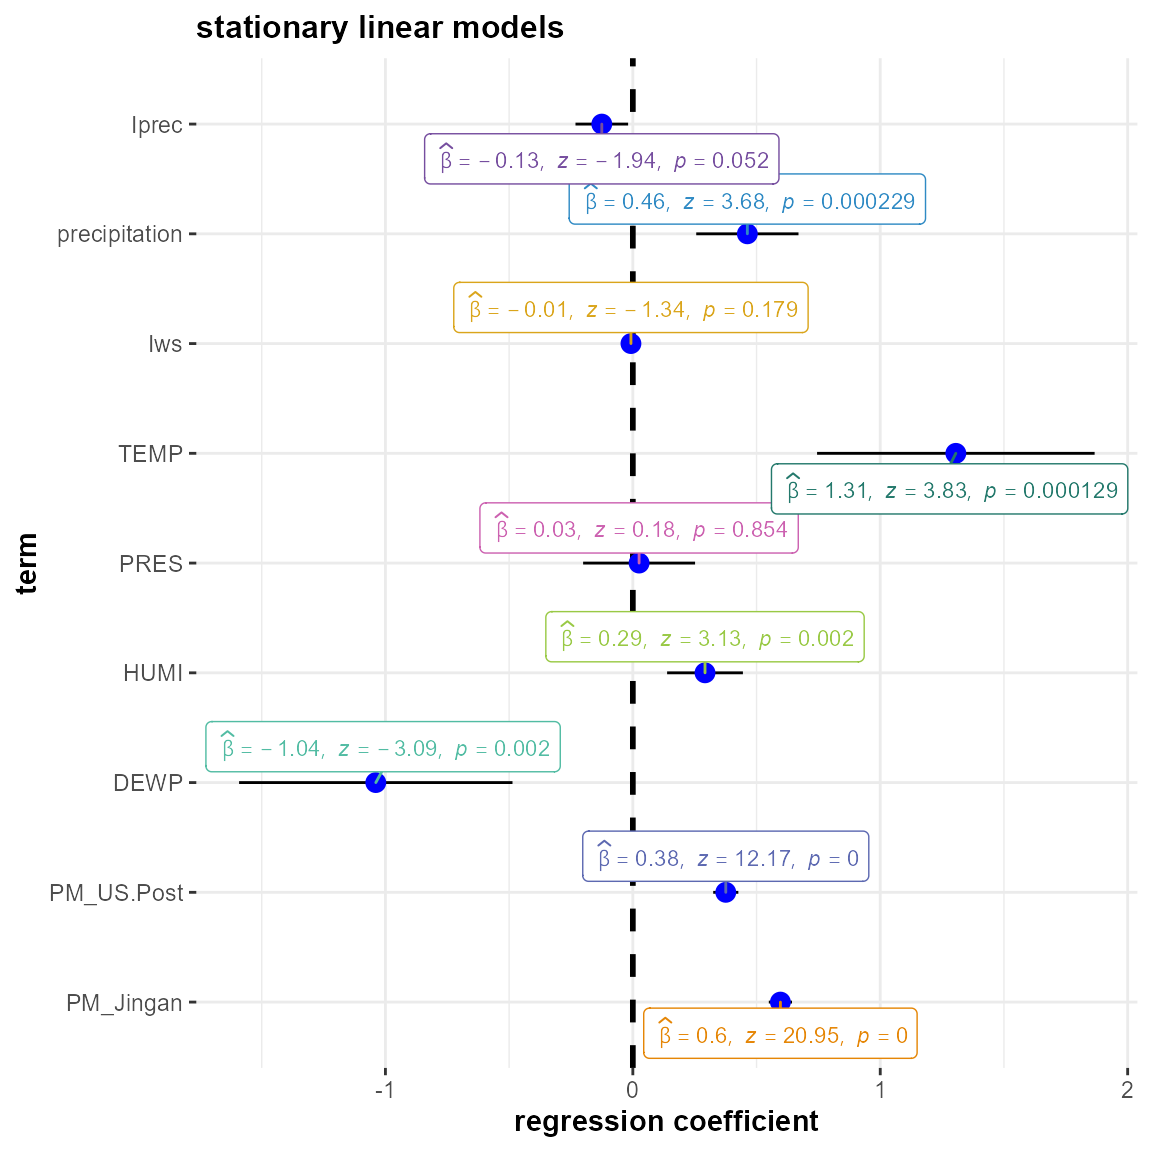 stationary linear models
Iprec
β̂ = −0.13, z = −1.94, p = 0.052
β̂ = 0.46, z = 3.68, p = 0.000229
precipitation
β̂ = −0.01, z = −1.34, p = 0.179
Iws
TEMP
β̂ = 1.31, z = 3.83, p = 0.000129
β̂ = 0.03, z = 0.18, p = 0.854
PRES
term
β̂ = 0.29, z = 3.13, p = 0.002
HUMI
β̂ = −1.04, z = −3.09, p = 0.002
DEWP
β̂ = 0.38, z = 12.17, p = 0
PM_US.Post
PM_Jingan
β̂ = 0.6, z = 20.95, p = 0
-1 0 1 2
regression coefficient